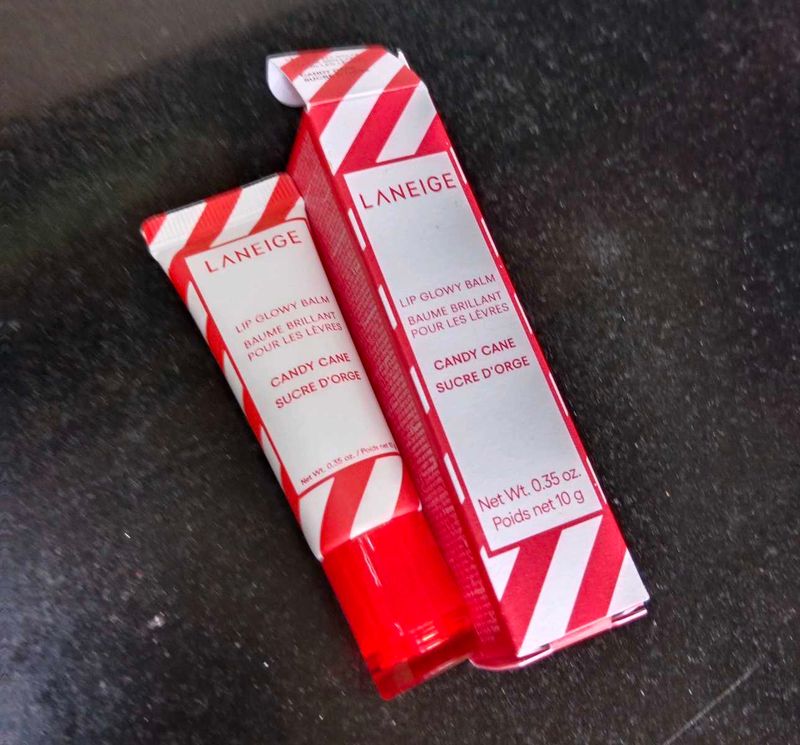 LANEIGE
LIP GLOWY BALM
BAUME BRILLANT
POUR LES LÈVRES
CANDY CANE
SUCRE D'ORGE
Net Wt. 0.35 oz. / Poids net
LANEIGE
LIP GLOWY BALM
BAUME BRILLANT
POUR LES LÈVRES
CANDY CANE
SUCRE D'ORGE
Net Wt. 0.35 oz.
Poids net 10 g